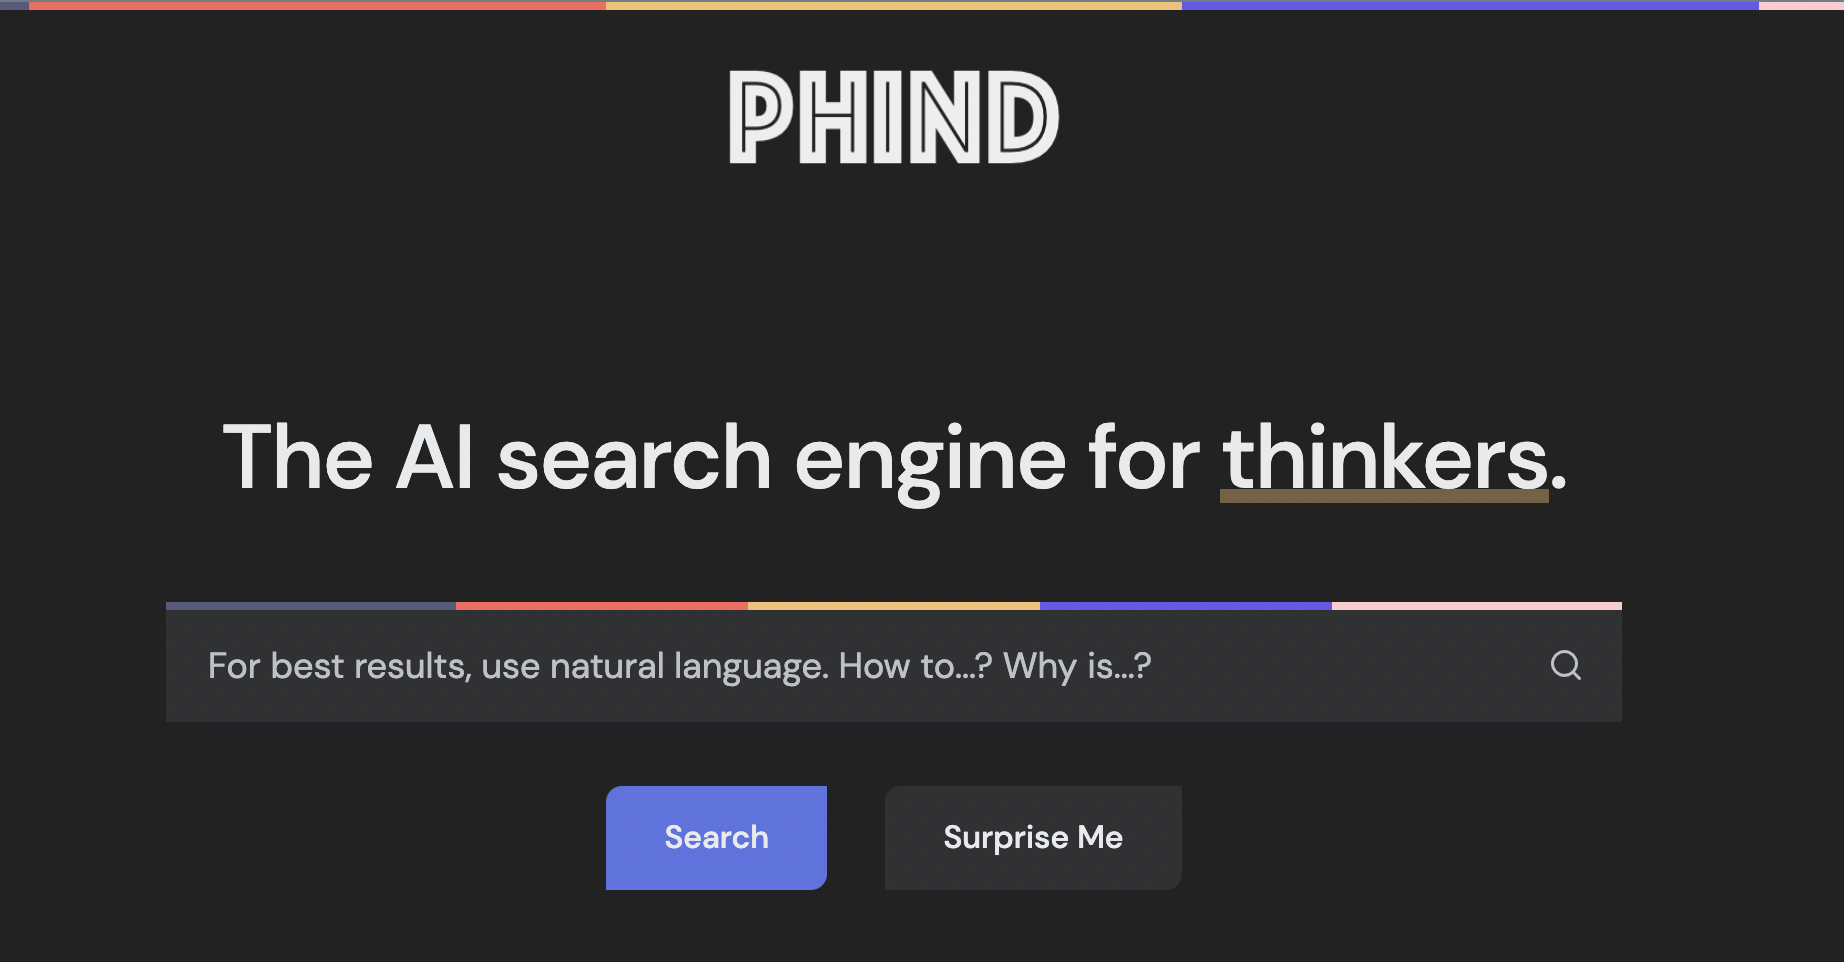 PHIND
The AI search engine for thinkers.
For best results, use natural language. How to...? Why is...?
Search
Surprise Me